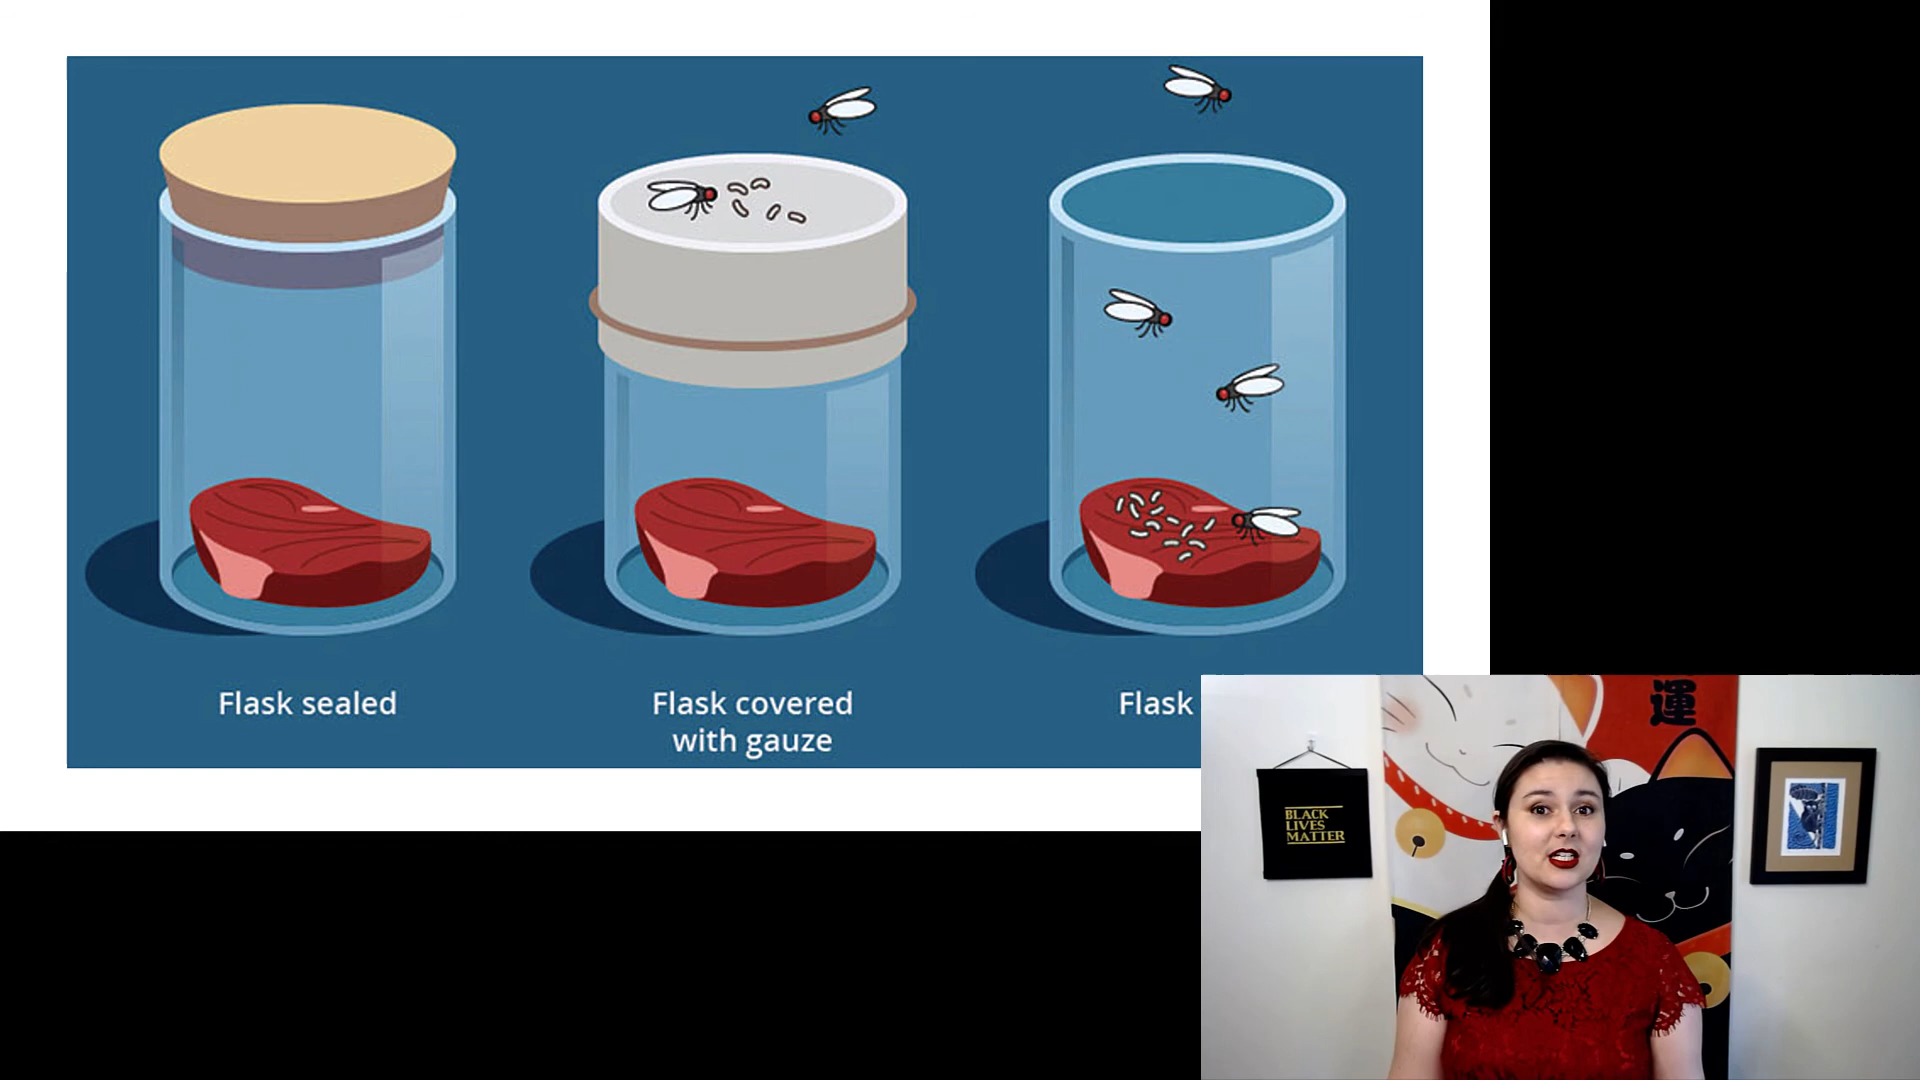 Flask sealed
Flask covered
with gauze
Flask
運
BLACK
LIVES
MATTER